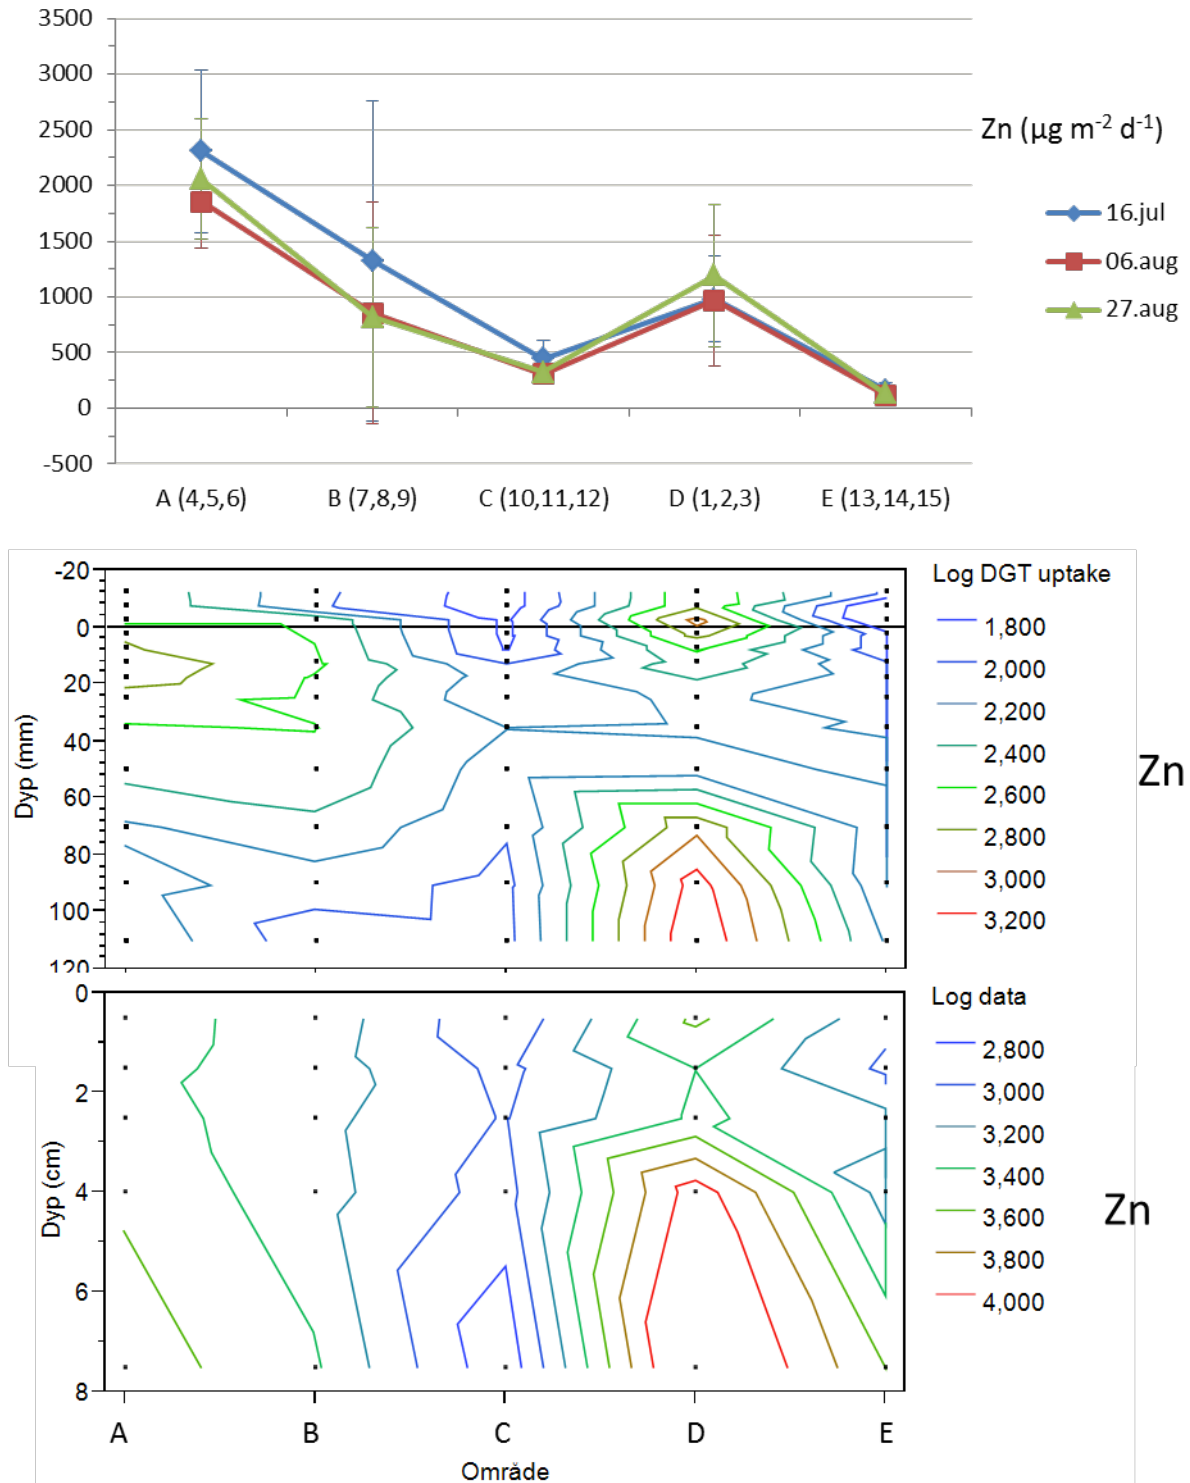 3500
3000
2500
2000
1500
1000
500
0
-500
Zn (µg m-2 d-1)
16.jul
06.aug
27.aug
A (4,5,6) B (7,8,9) C (10,11,12) D (1,2,3) E (13,14,15)
-20
0
20
40
60
80
100
120
Dyp (mm)
Log DGT uptake
1,800
2,000
2,200
2,400
2,600
2,800
3,000
3,200
Zn
0
2
4
6
8
Dyp (cm)
Log data
2,800
3,000
3,200
3,400
3,600
3,800
4,000
Zn
A B C D E
Område